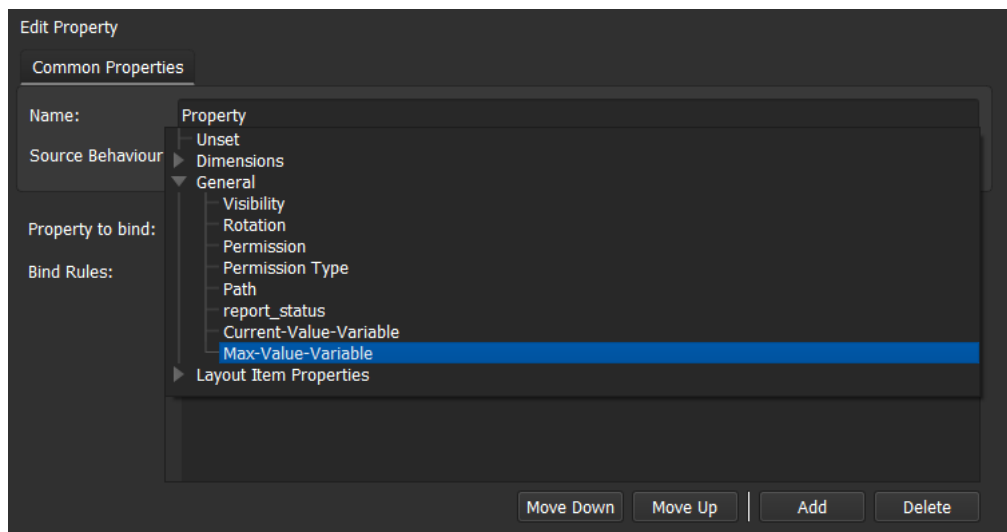 Edit Property
Common Properties
Name: Property
Source Behaviour
Unset
Dimensions
General
Visibility
Rotation
Property to bind:
Permission
Permission Type
Bind Rules:
Path
report_status
Current-Value-Variable
Max-Value-Variable
Layout Item Properties
Move Down Move Up Add Delete